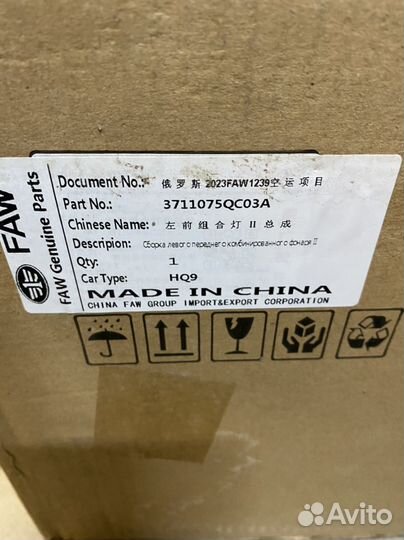 FAW
FAW Genuine Parts
Document No.: 俄罗斯 2023FAW1239空运项目
Part No.: 3711075QC03A
Chinese Name: 左前组合灯 II 总成
Descripion: Сборка левого переднего комбинированного фонаря II
Qty: 1
Car Type: HQ9
MADE IN CHINA
CHINA FAW GROUP IMPORT&EXPORT CORPORATION
Avito